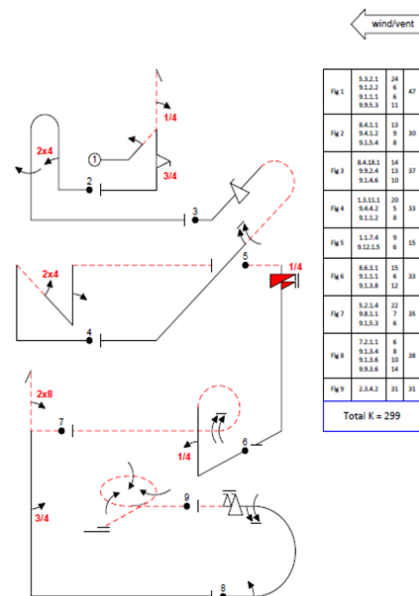 wind/vent
1/4
2x4
1
3/4
2
3
2x4
5
1/4
4
2x8
7
1/4
6
3/4
9
8
Fig 1 5.3.2.1 24 47
9.1.2.2 6
9.1.1.1 6
9.9.5.3 11
Fig 2 8.4.1.1 13 30
9.4.1.2 9
9.1.5.4 8
Fig 3 8.4.18.1 14 37
9.9.2.4 13
9.1.4.6 10
Fig 4 1.3.11.1 20 33
9.4.4.2 5
9.1.1.2 8
Fig 5 1.1.7.4 9 15
9.12.1.5 6
Fig 6 8.6.3.1 15 33
9.1.1.1 6
9.1.3.8 12
Fig 7 5.2.1.4 22 35
9.8.1.1 7
9.1.5.3 6
Fig 8 7.2.1.1 6 38
9.1.3.4 8
9.1.3.6 10
9.9.3.6 14
Fig 9 2.3.4.2 31 31
Total K = 299